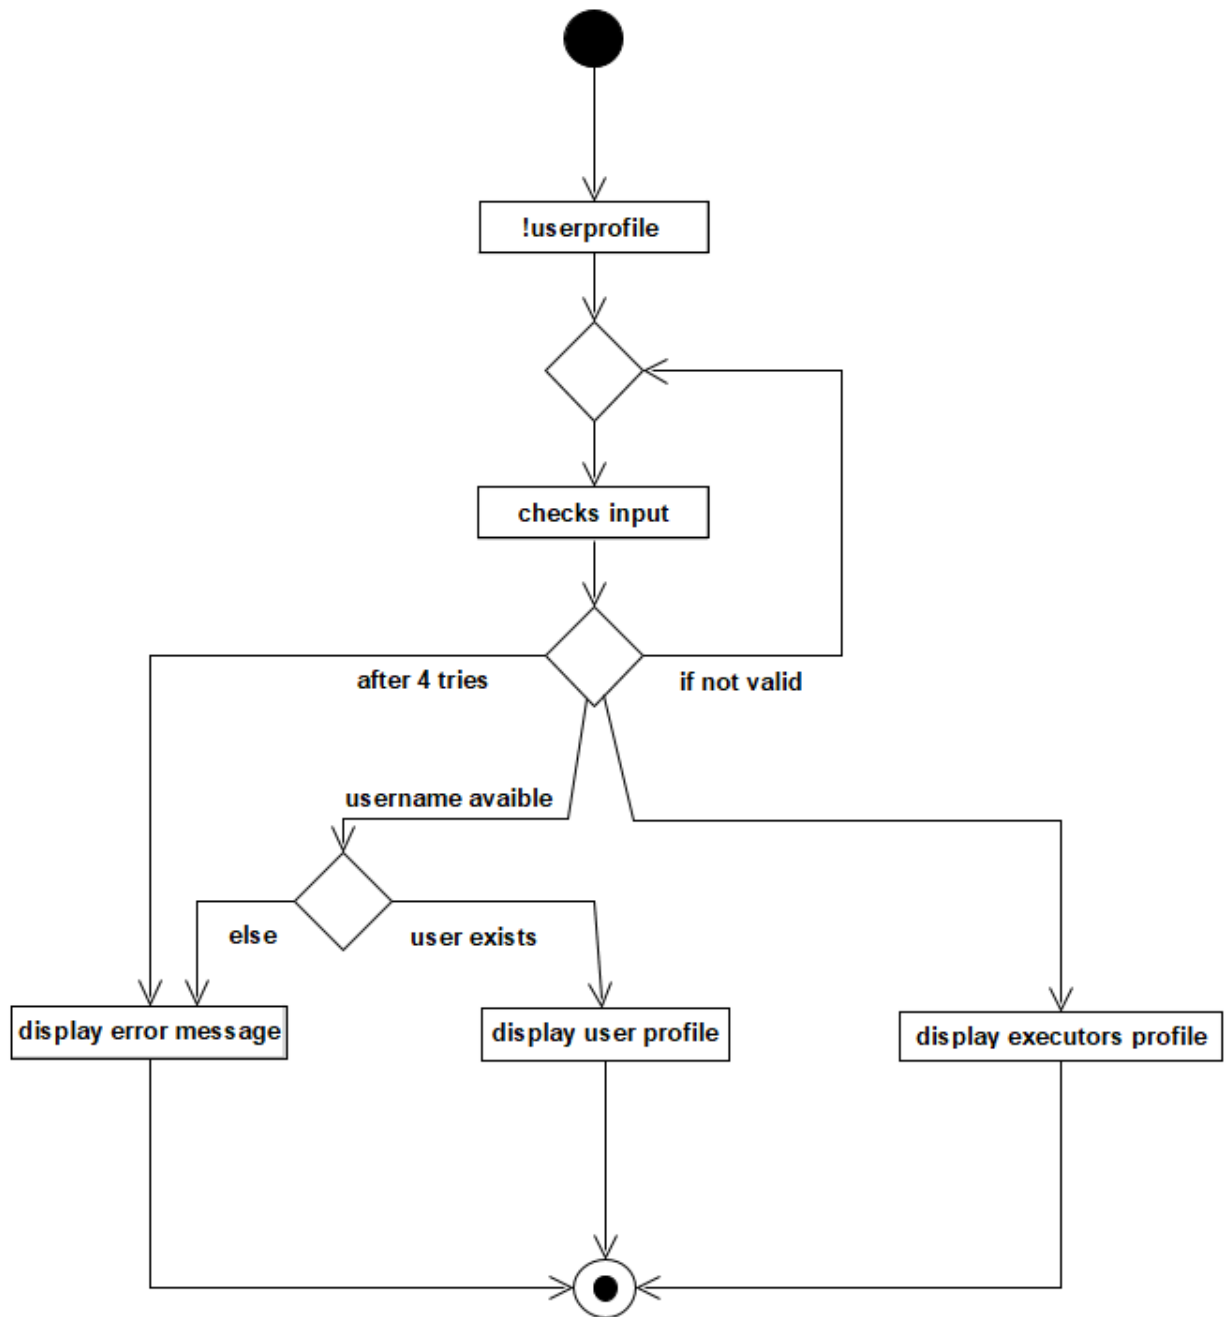 !userprofile
checks input
after 4 tries
if not valid
username avaible
else
user exists
display error message
display user profile
display executors profile